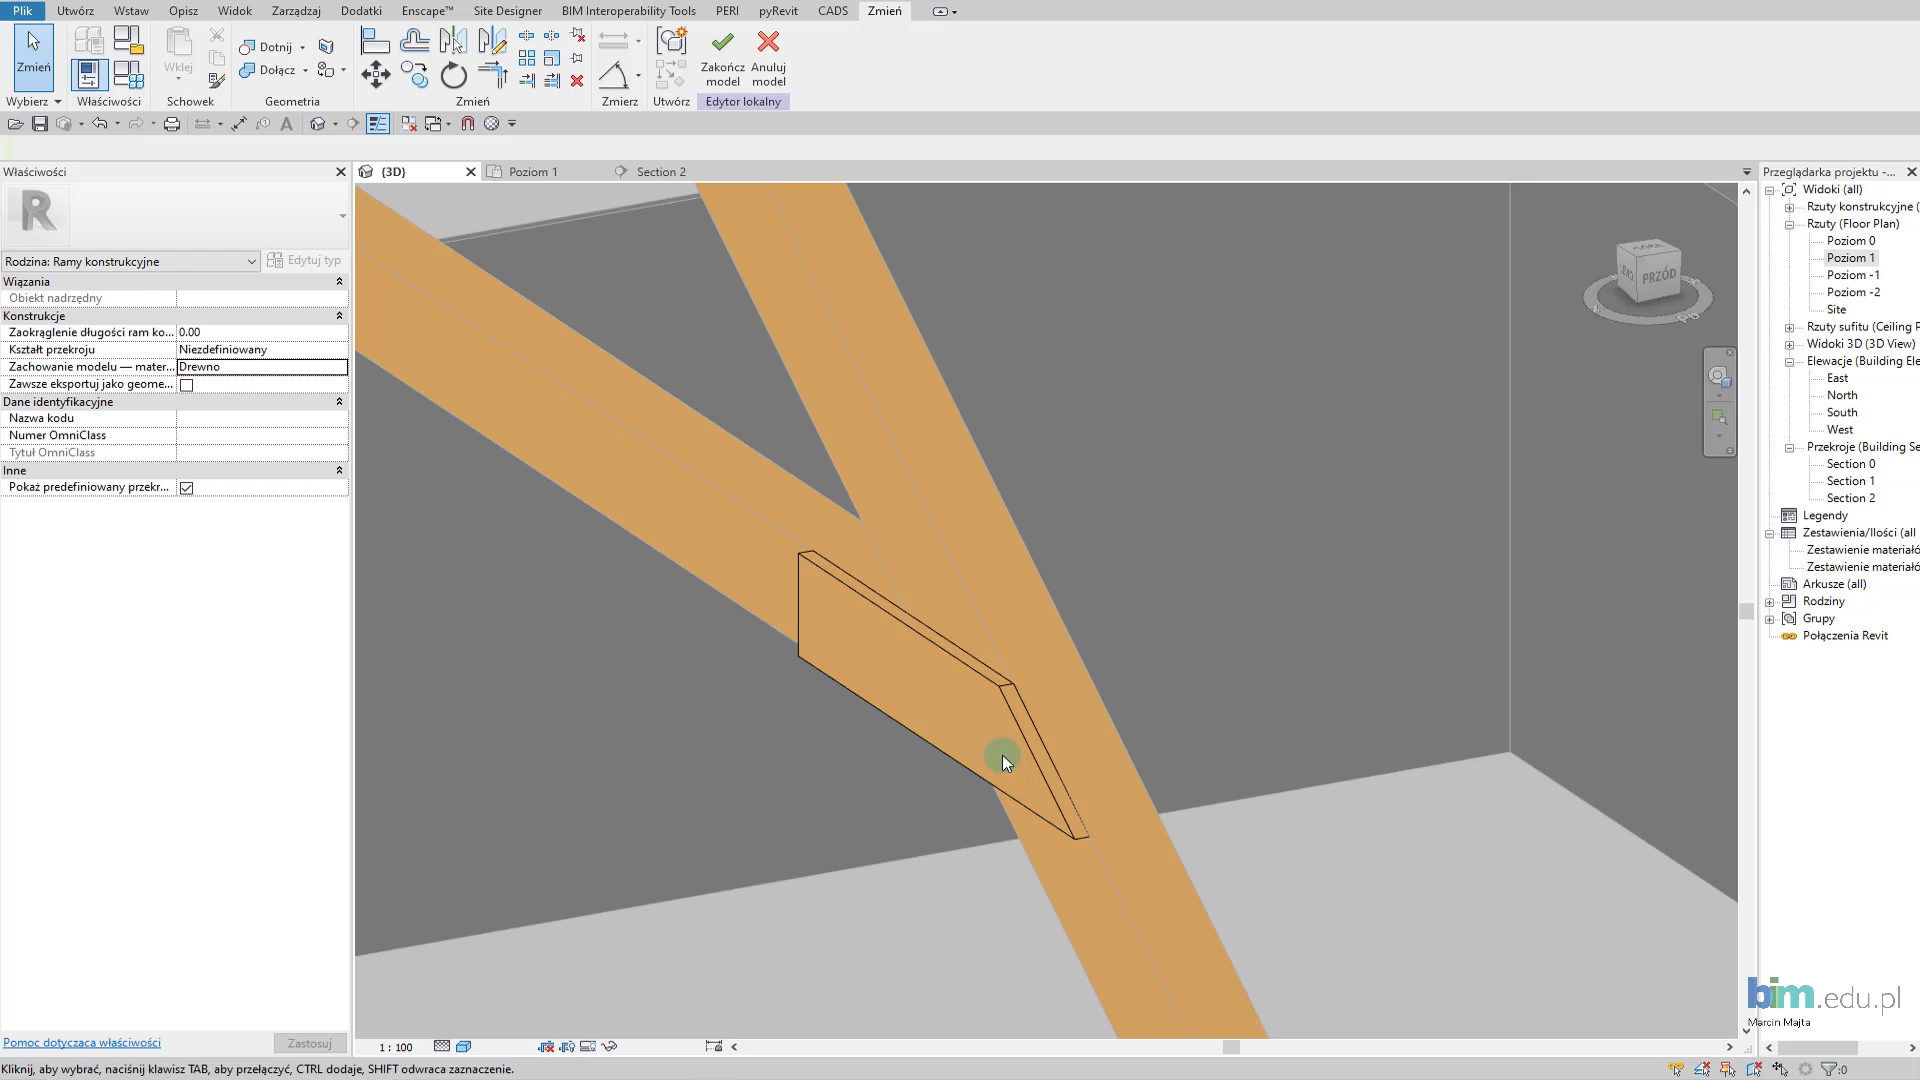 Plik Utwórz Wstaw Opisz Widok Zarządzaj Dodatki Enscape™ Site Designer BIM Interoperability Tools PERI pyRevit CADS Zmień
Zmień
Wklej
Dotnij
Dołącz
Zakończ model
Anuluj model
Wybierz Właściwości Schowek Geometria Zmień Zmierz Utwórz Edytor lokalny
Właściwości
{3D} Poziom 1 Section 2
Przeglądarka projektu -...
R
Rodzina: Ramy konstrukcyjne
Edytuj typ
Wiązania
Obiekt nadrzędny
Konstrukcje
Zaokrąglenie długości ram ko... 0.00
Kształt przekroju Niezdefiniowany
Zachowanie modelu — mater... Drewno
Zawsze eksportuj jako geome...
Dane identyfikacyjne
Nazwa kodu
Numer OmniClass
Tytuł OmniClass
Inne
Pokaż predefiniowany przekr...
PRZÓD
Widoki (all)
Rzuty konstrukcyjne (
Rzuty (Floor Plan)
Poziom 0
Poziom 1
Poziom -1
Poziom -2
Site
Rzuty sufitu (Ceiling P
Widoki 3D (3D View)
Elewacje (Building Ele
East
North
South
West
Przekroje (Building Se
Section 0
Section 1
Section 2
Legendy
Zestawienia/Ilości (all
Zestawienie materiałó
Zestawienie materiałó
Arkusze (all)
Rodziny
Grupy
Połączenia Revit
bim.edu.pl
Marcin Majta
Pomoc dotycząca właściwości
Zastosuj
1 : 100
Kliknij, aby wybrać, naciśnij klawisz TAB, aby przełączyć, CTRL dodaje, SHIFT odwraca zaznaczenie.
:0